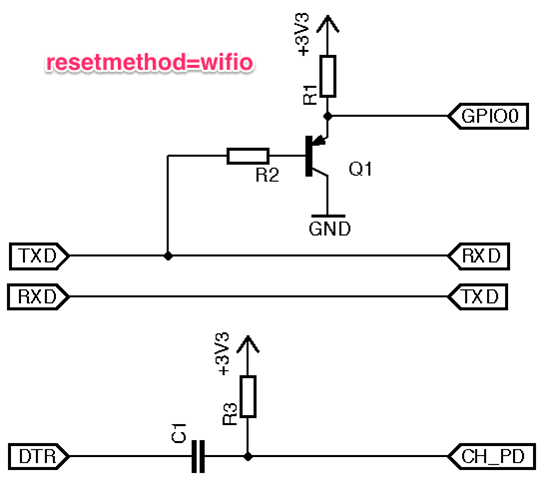 resetmethod=wifio
+3V3
R1
GPIO0
R2
Q1
GND
TXD
RXD
RXD
TXD
+3V3
R3
C1
DTR
CH_PD